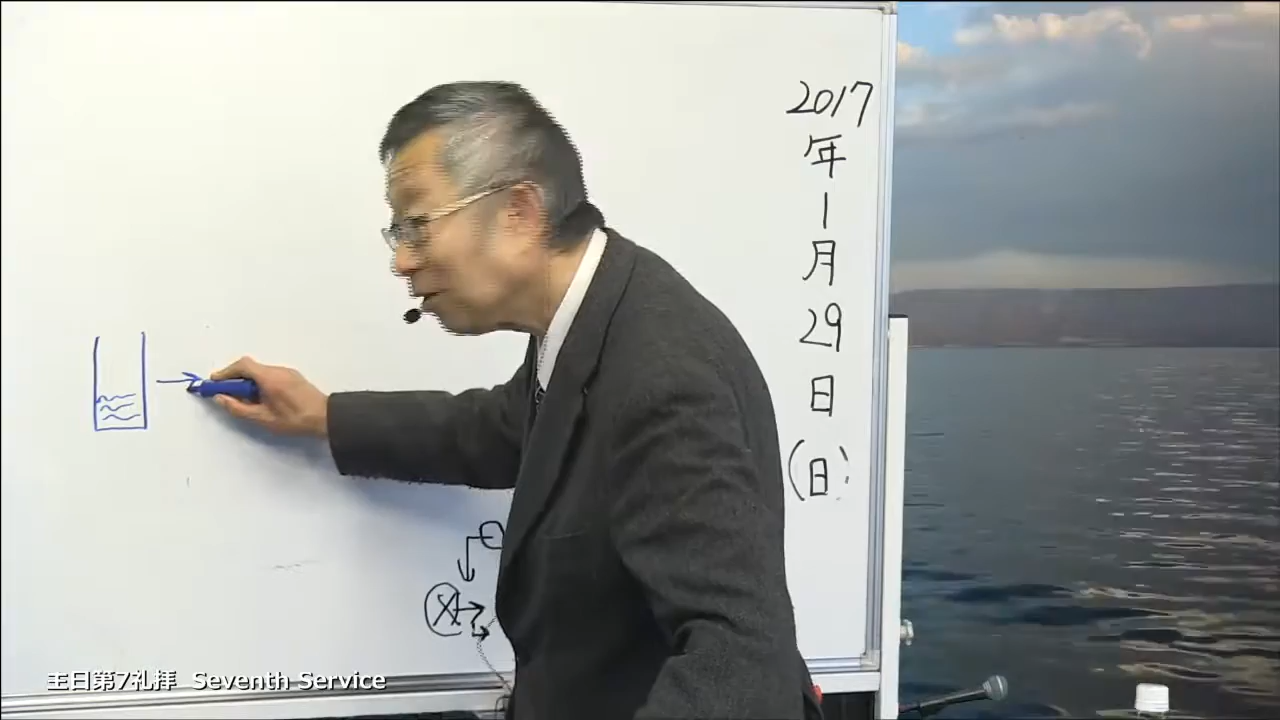 2017
年
1
月
29
日
(日)
X
主日第7礼拝 Seventh Service